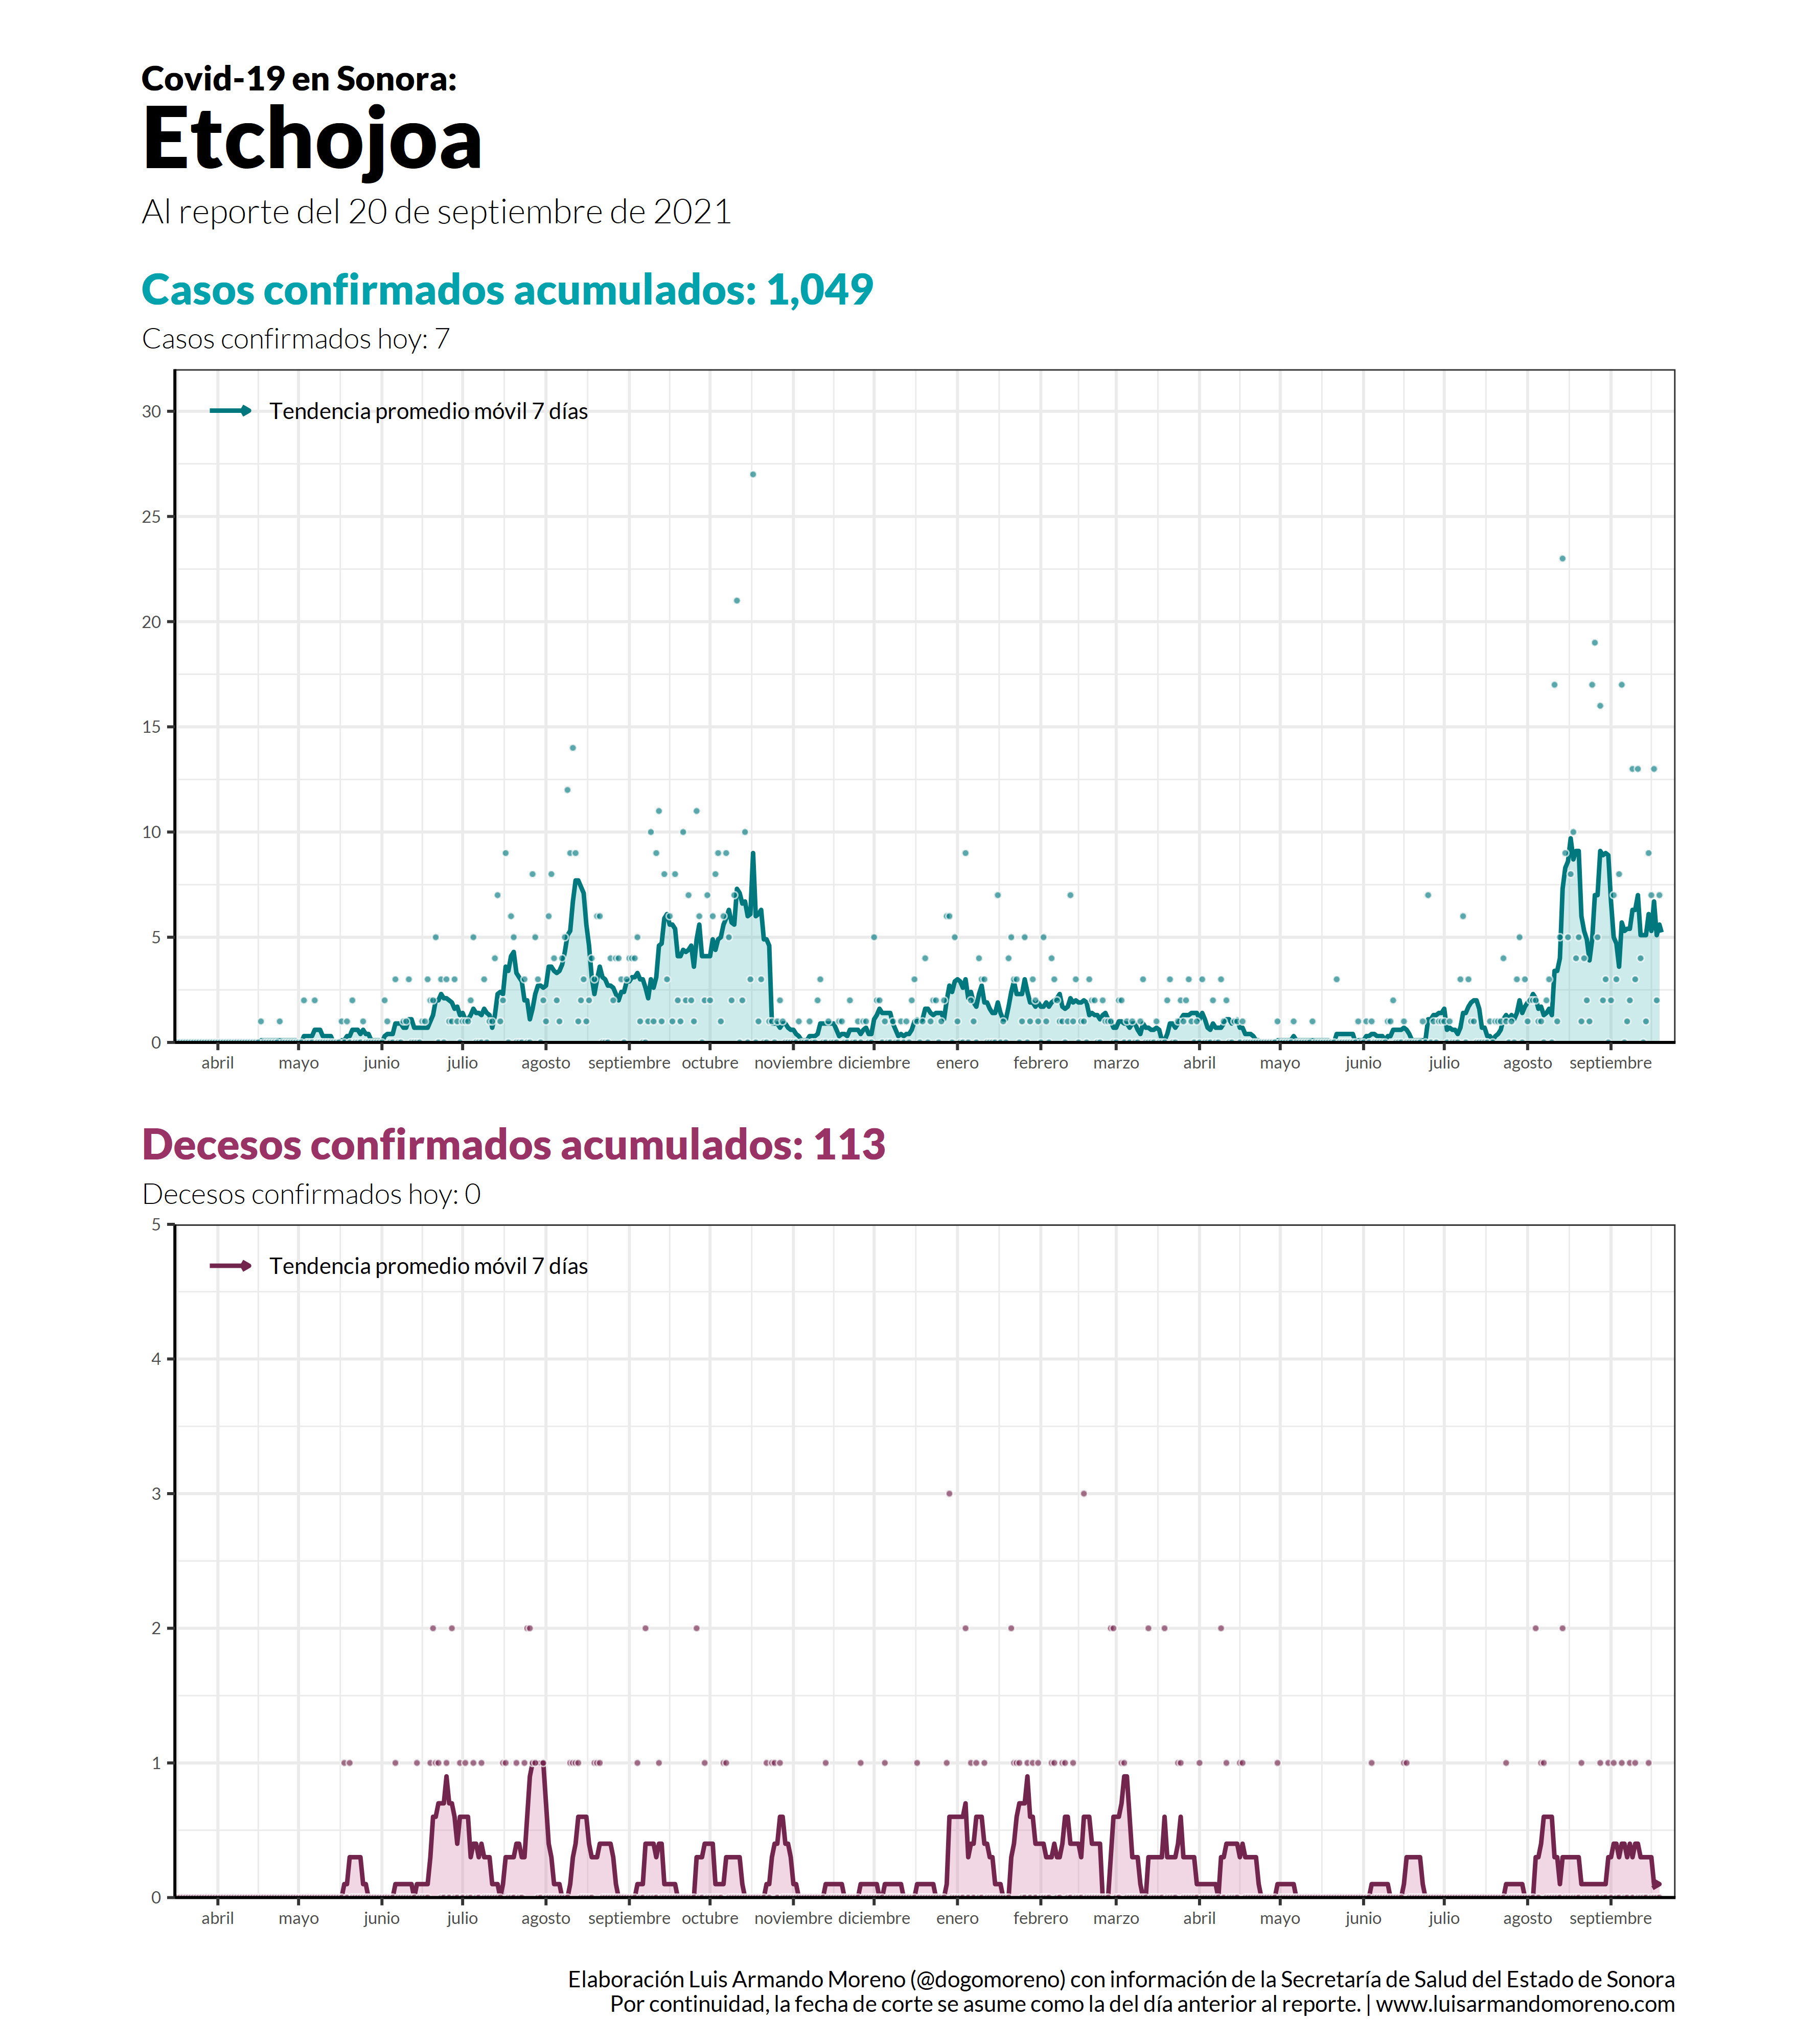 Covid-19 en Sonora:
Etchojoa
Al reporte del 20 de septiembre de 2021
Casos confirmados acumulados: 1,049
Casos confirmados hoy: 7
Tendencia promedio móvil 7 días
30
25
20
15
10
5
0
abril mayo junio julio agosto septiembre octubre noviembre diciembre enero febrero marzo abril mayo junio julio agosto septiembre
Decesos confirmados acumulados: 113
Decesos confirmados hoy: 0
Tendencia promedio móvil 7 días
5
4
3
2
1
0
abril mayo junio julio agosto septiembre octubre noviembre diciembre enero febrero marzo abril mayo junio julio agosto septiembre
Elaboración Luis Armando Moreno (@dogomoreno) con información de la Secretaría de Salud del Estado de Sonora
Por continuidad, la fecha de corte se asume como la del día anterior al reporte. | www.luisarmandomoreno.com